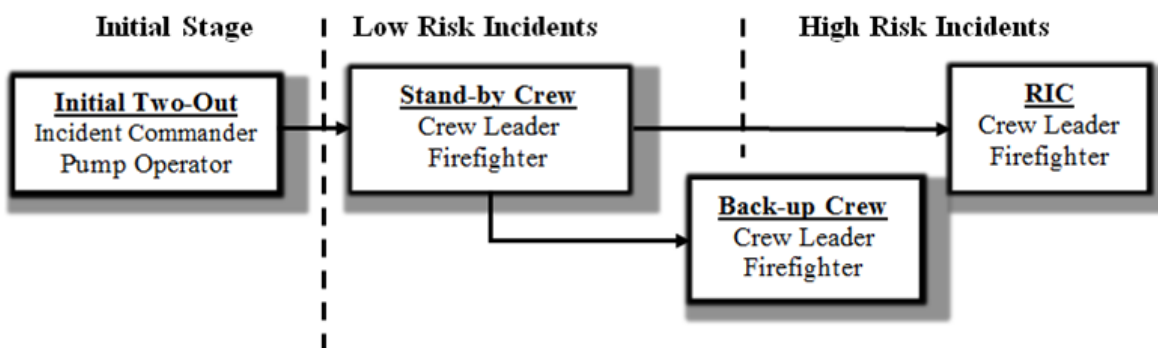 Initial Stage
Low Risk Incidents
High Risk Incidents
Initial Two-Out
Incident Commander
Pump Operator
Stand-by Crew
Crew Leader
Firefighter
RIC
Crew Leader
Firefighter
Back-up Crew
Crew Leader
Firefighter